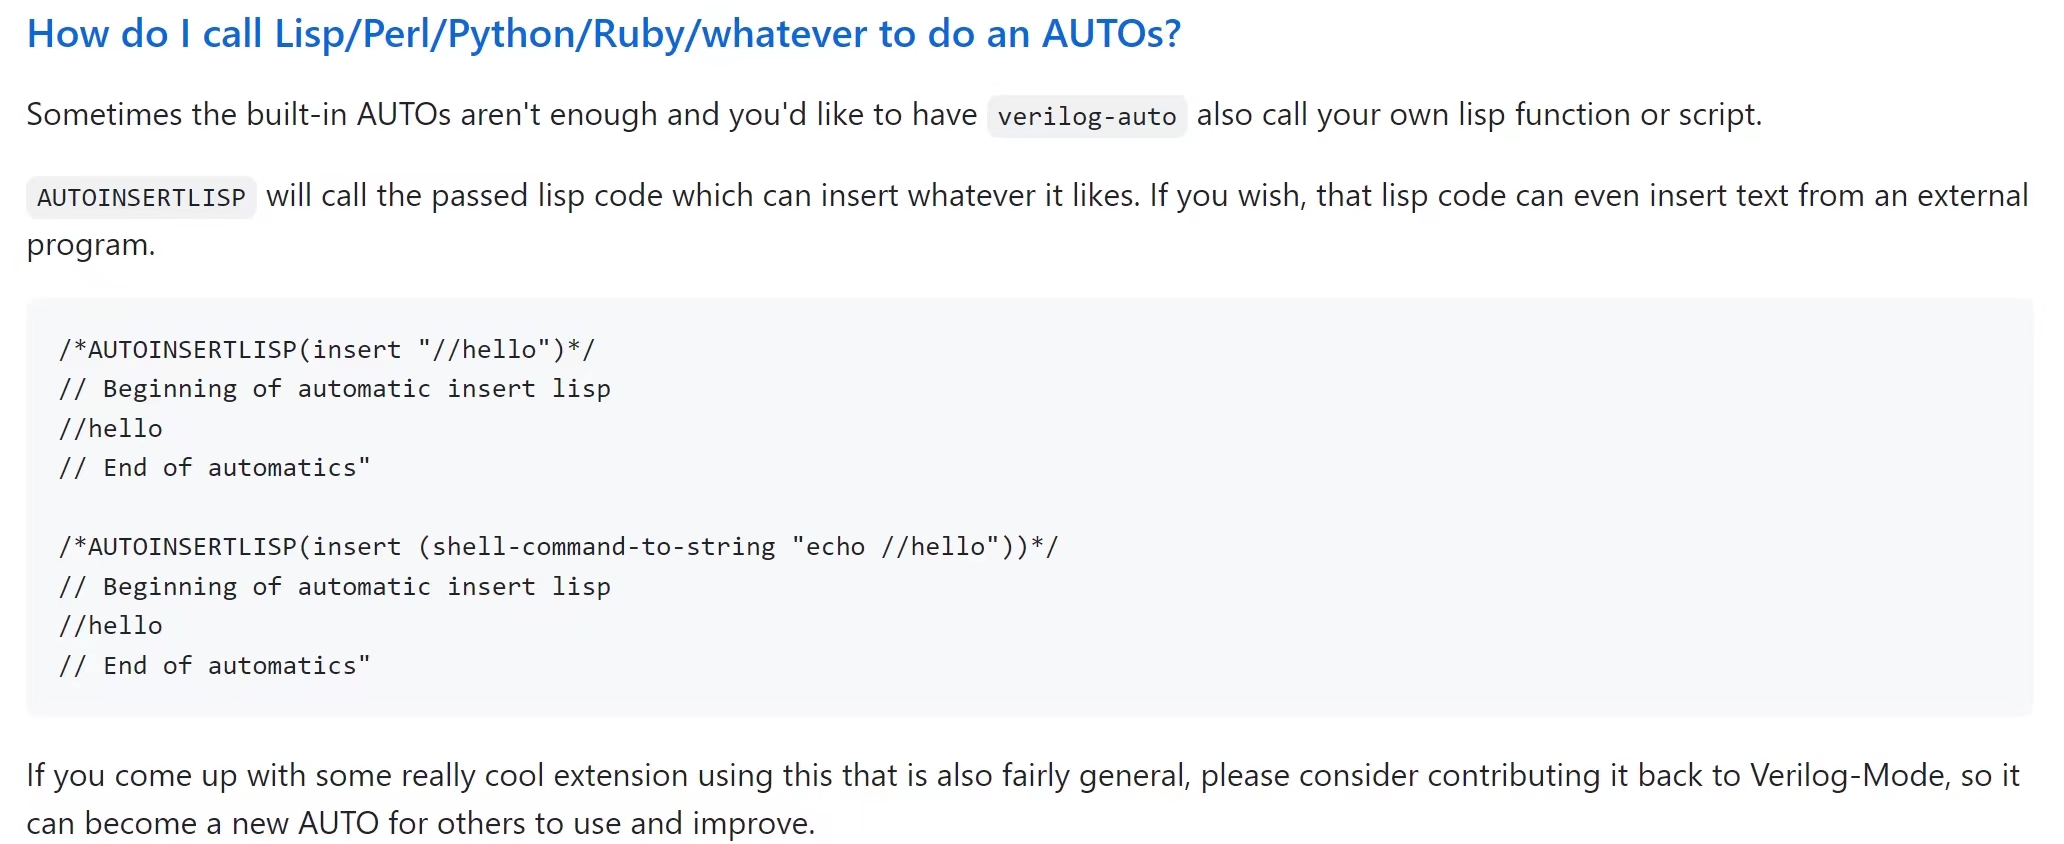 How do I call Lisp/Perl/Python/Ruby/whatever to do an AUTOs?
Sometimes the built-in AUTOs aren't enough and you'd like to have verilog-auto also call your own lisp function or script.
AUTOINSERTLISP will call the passed lisp code which can insert whatever it likes. If you wish, that lisp code can even insert text from an external
program.
/*AUTOINSERTLISP(insert "//hello")*/
// Beginning of automatic insert lisp
//hello
// End of automatics"
/*AUTOINSERTLISP(insert (shell-command-to-string "echo //hello"))*/
// Beginning of automatic insert lisp
//hello
// End of automatics"
If you come up with some really cool extension using this that is also fairly general, please consider contributing it back to Verilog-Mode, so it
can become a new AUTO for others to use and improve.